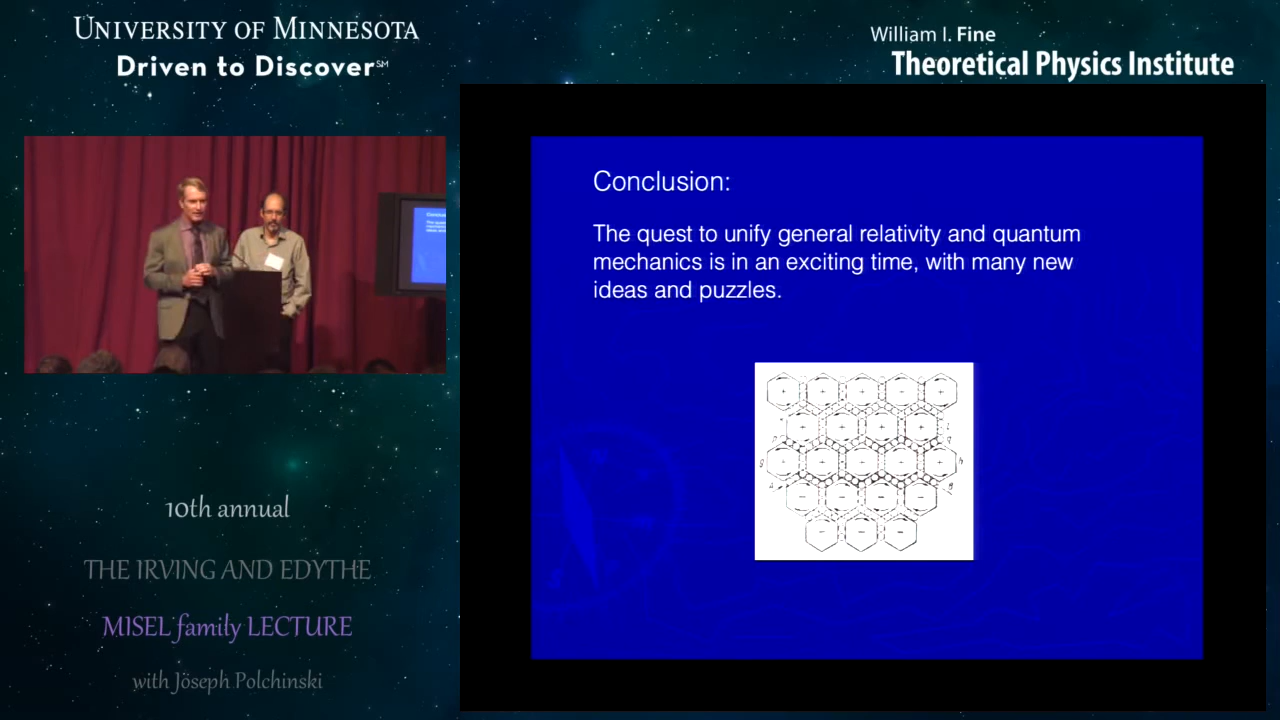 UNIVERSITY OF MINNESOTA
Driven to Discover℠
William I. Fine
Theoretical Physics Institute
Conclusion:
The quest to unify general relativity and quantum
mechanics is in an exciting time, with many new
ideas and puzzles.
10th annual
THE IRVING AND EDYTHE
MISEL family LECTURE
with Joseph Polchinski